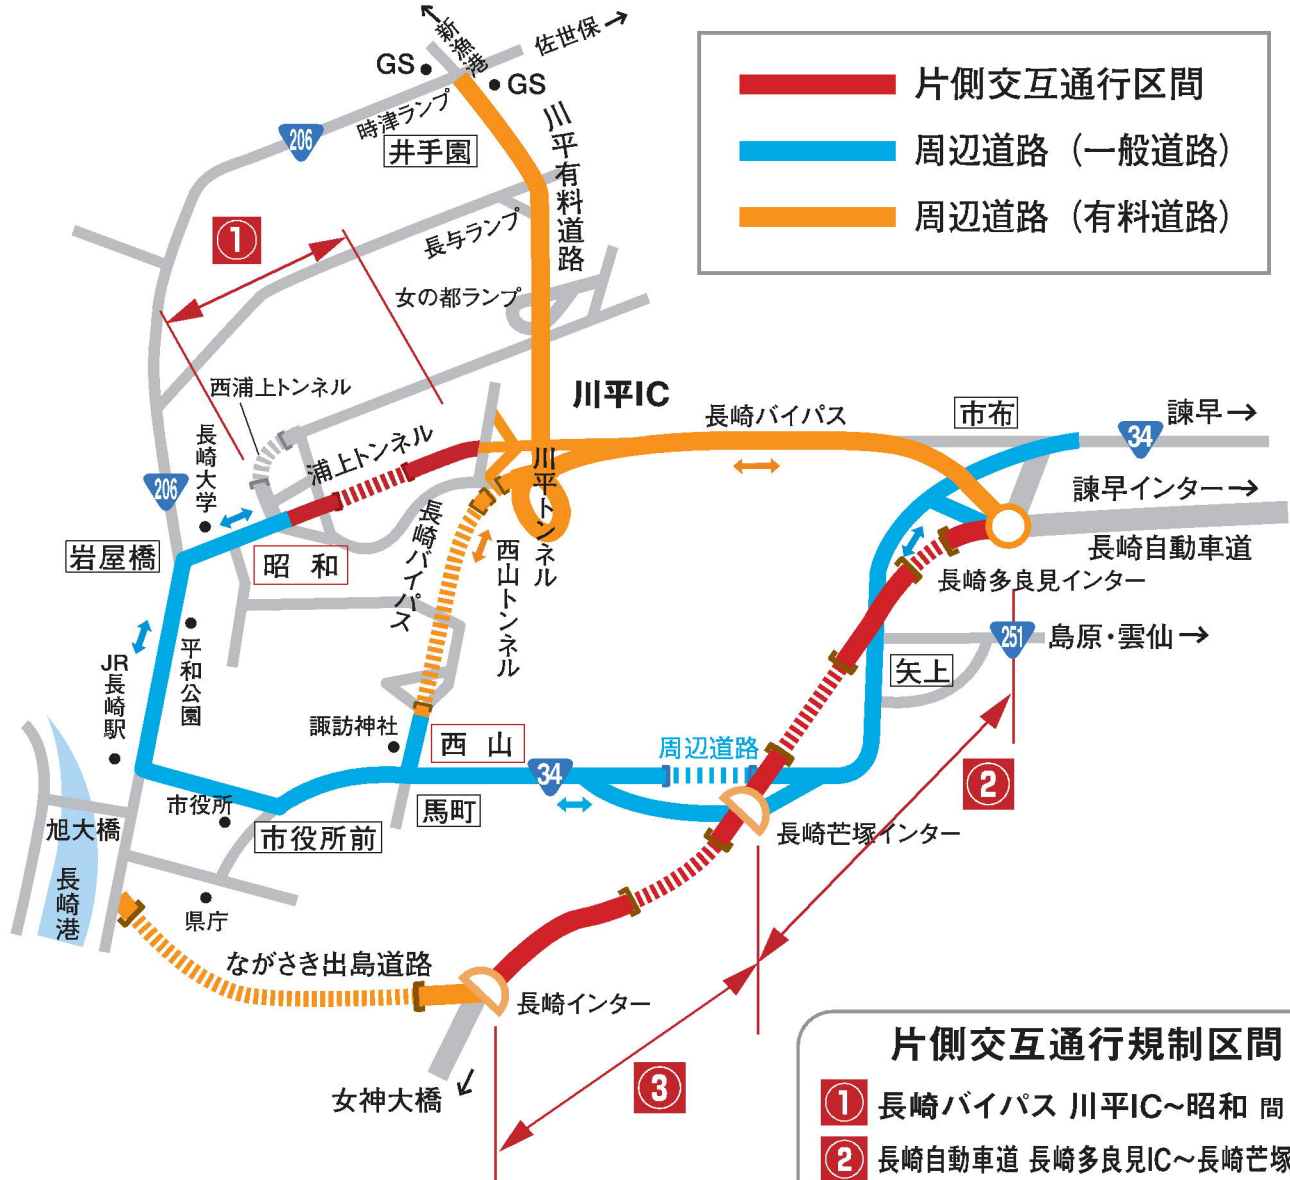 新漁港
佐世保
GS
GS
時津ランプ
206
井手園
川平有料道路
片側交互通行区間
周辺道路（一般道路）
周辺道路（有料道路）
①
長与ランプ
女の都ランプ
西浦上トンネル
川平IC
長崎バイパス
市布
諫早
34
長崎大学
浦上トンネル
206
川平トンネル
諫早インター
長崎自動車道
岩屋橋
昭和
長崎バイパス
西山トンネル
長崎多良見インター
251
島原・雲仙
平和公園
矢上
JR長崎駅
諏訪神社
西山
周辺道路
34
②
市役所
馬町
旭大橋
市役所前
長崎芒塚インター
長崎港
県庁
ながさき出島道路
長崎インター
女神大橋
③
片側交互通行規制区間
① 長崎バイパス 川平IC~昭和 間
② 長崎自動車道 長崎多良見IC~長崎芒塚